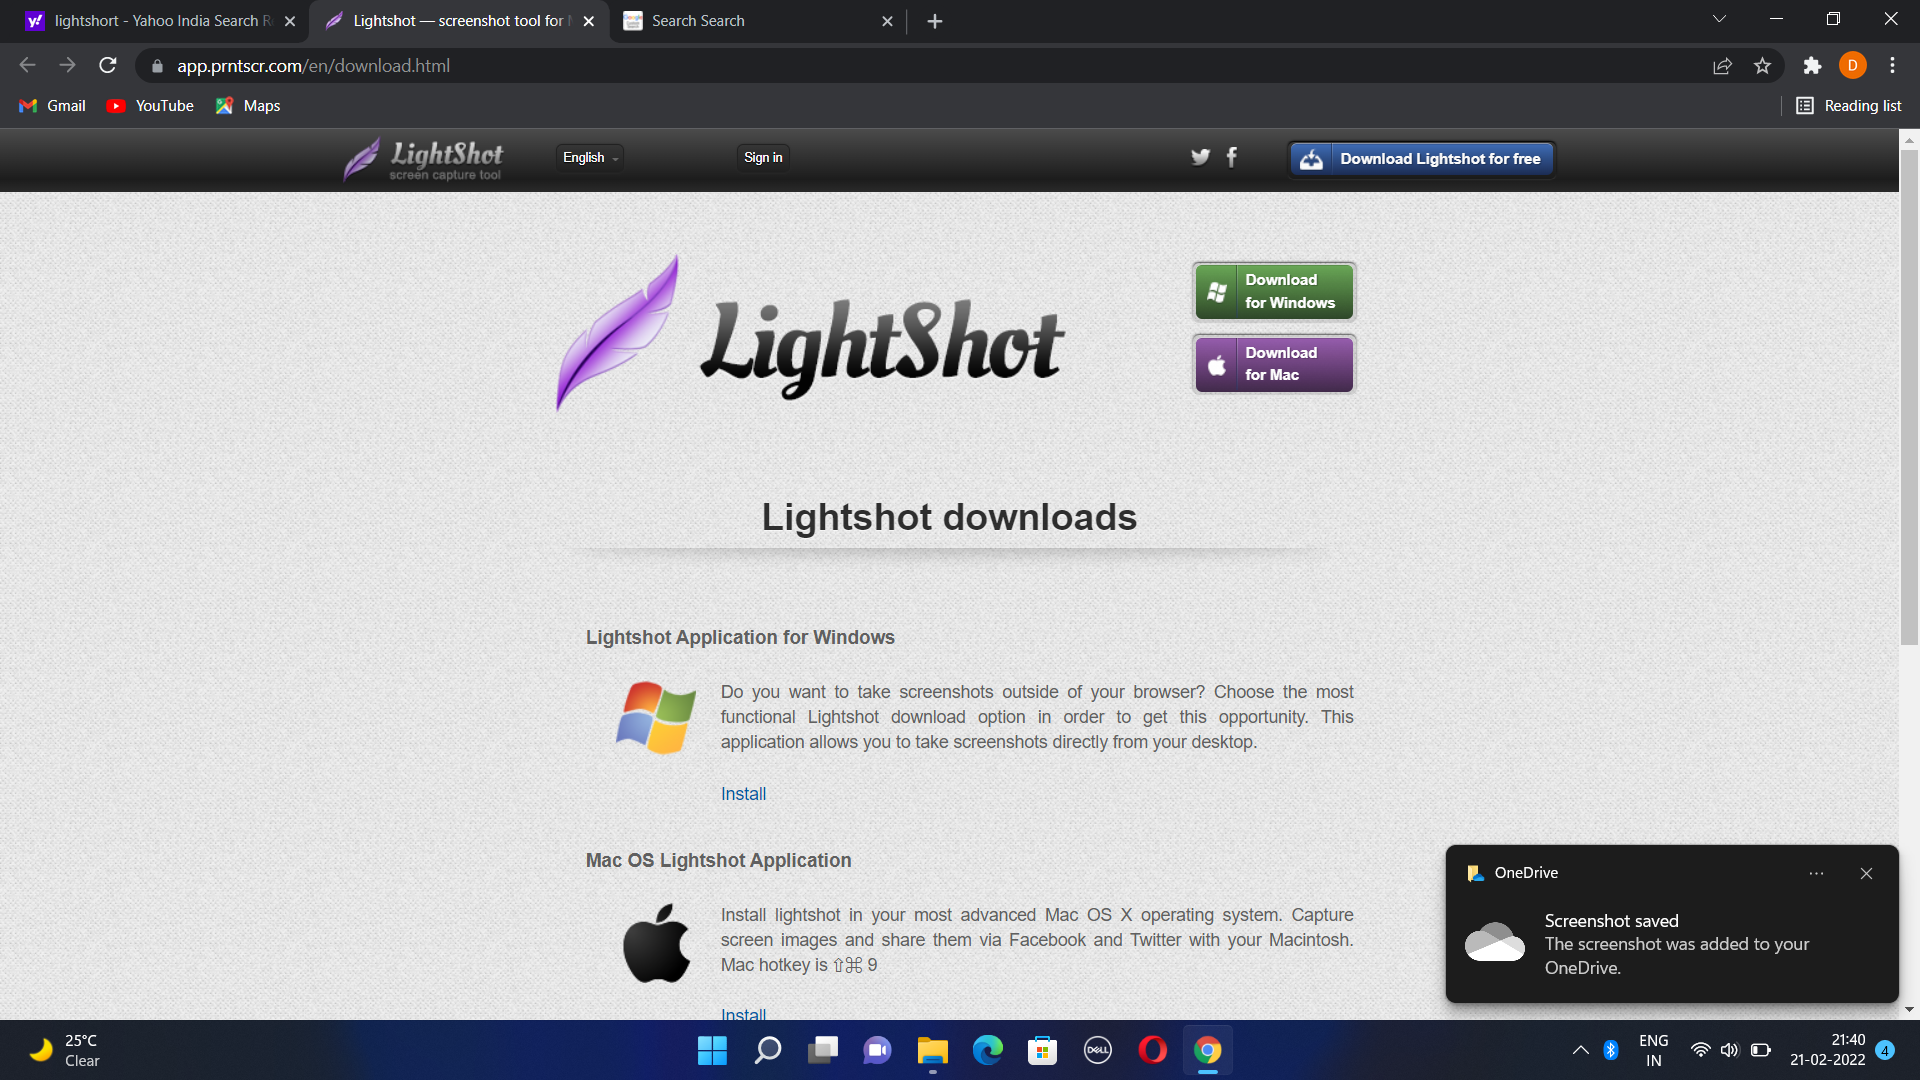 lightshort - Yahoo India Search R
Lightshot — screenshot tool for
Search Search
app.prntscr.com/en/download.html
Gmail YouTube Maps Reading list
LightShot
screen capture tool
English
Sign in
Download Lightshot for free
LightShot
Download
for Windows
Download
for Mac
Lightshot downloads
Lightshot Application for Windows
Do you want to take screenshots outside of your browser? Choose the most
functional Lightshot download option in order to get this opportunity. This
application allows you to take screenshots directly from your desktop.
Install
Mac OS Lightshot Application
Install lightshot in your most advanced Mac OS X operating system. Capture
screen images and share them via Facebook and Twitter with your Macintosh.
Mac hotkey is ⇧⌘ 9
Install
OneDrive
Screenshot saved
The screenshot was added to your
OneDrive.
25°C
Clear
DELL
ENG
IN
21:40
21-02-2022
4
D